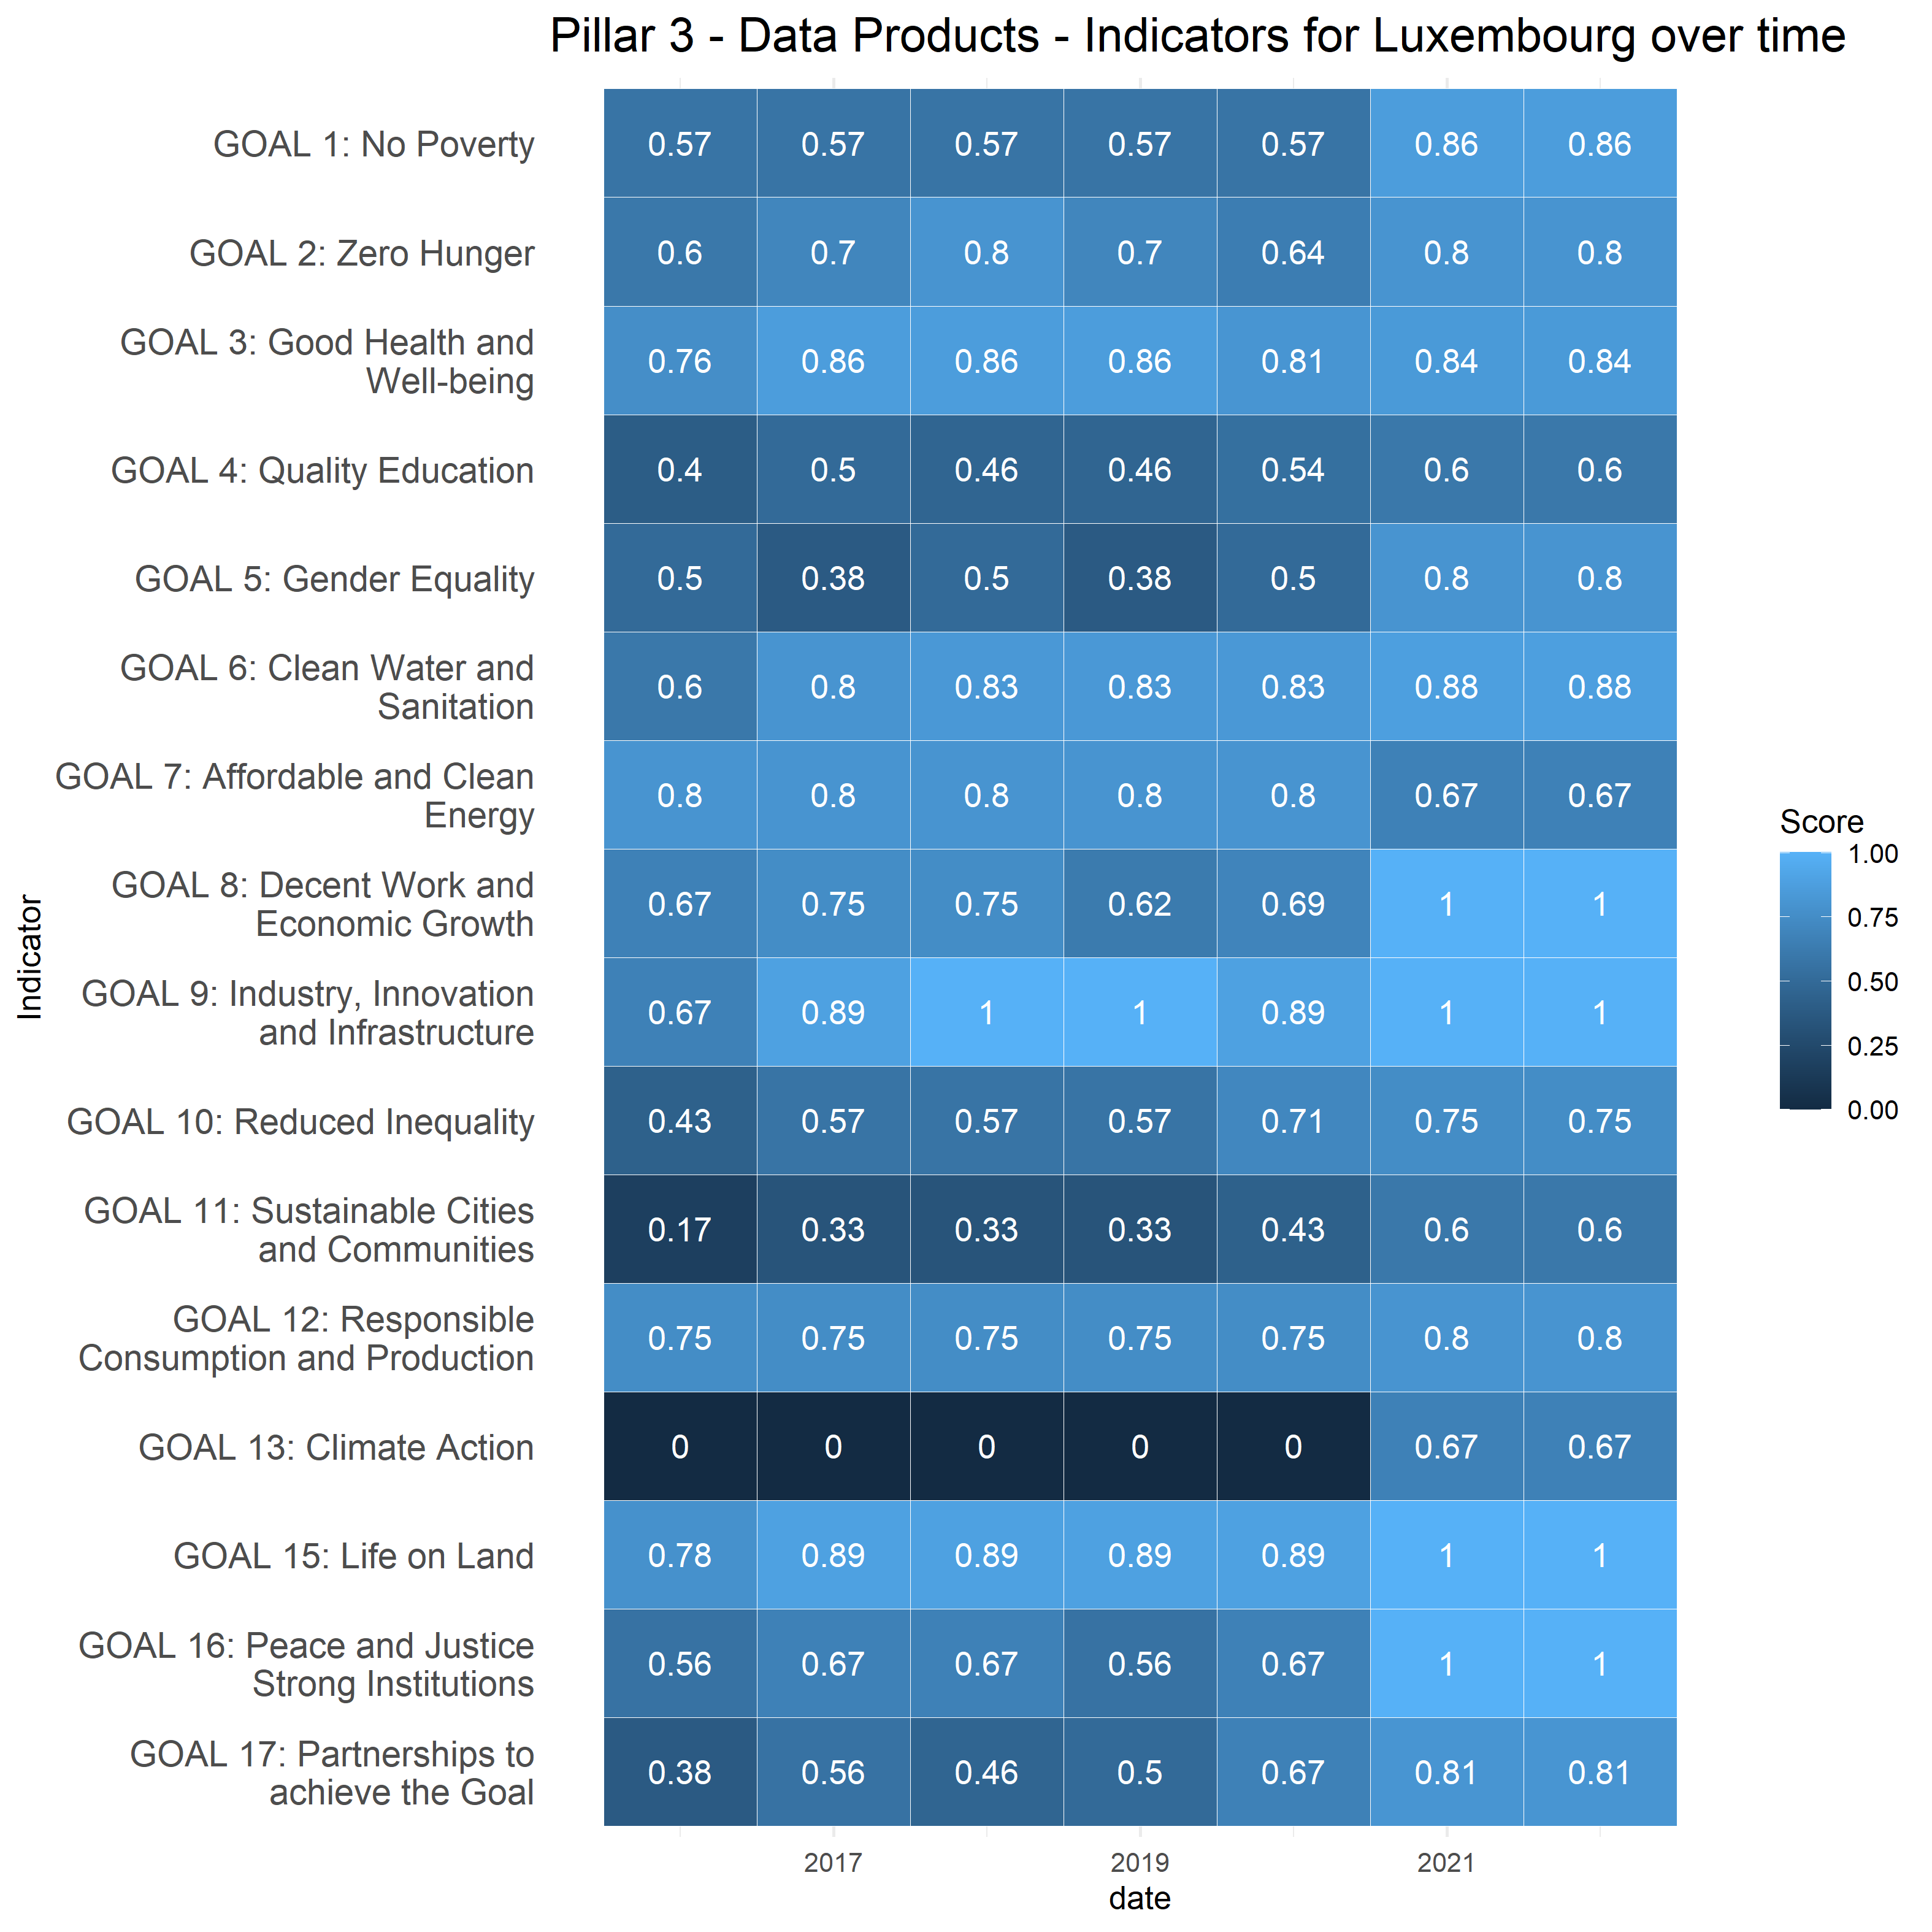 Pillar 3 - Data Products - Indicators for Luxembourg over time
GOAL 1: No Poverty 0.57 0.57 0.57 0.57 0.57 0.86 0.86
GOAL 2: Zero Hunger 0.6 0.7 0.8 0.7 0.64 0.8 0.8
GOAL 3: Good Health and
Well-being
0.76 0.86 0.86 0.86 0.81 0.84 0.84
GOAL 4: Quality Education 0.4 0.5 0.46 0.46 0.54 0.6 0.6
GOAL 5: Gender Equality 0.5 0.38 0.5 0.38 0.5 0.8 0.8
GOAL 6: Clean Water and
Sanitation
0.6 0.8 0.83 0.83 0.83 0.88 0.88
GOAL 7: Affordable and Clean
Energy
0.8 0.8 0.8 0.8 0.8 0.67 0.67
GOAL 8: Decent Work and
Economic Growth
0.67 0.75 0.75 0.62 0.69 1 1
GOAL 9: Industry, Innovation
and Infrastructure
0.67 0.89 1 1 0.89 1 1
GOAL 10: Reduced Inequality 0.43 0.57 0.57 0.57 0.71 0.75 0.75
GOAL 11: Sustainable Cities
and Communities
0.17 0.33 0.33 0.33 0.43 0.6 0.6
GOAL 12: Responsible
Consumption and Production
0.75 0.75 0.75 0.75 0.75 0.8 0.8
GOAL 13: Climate Action 0 0 0 0 0 0.67 0.67
GOAL 15: Life on Land 0.78 0.89 0.89 0.89 0.89 1 1
GOAL 16: Peace and Justice
Strong Institutions
0.56 0.67 0.67 0.56 0.67 1 1
GOAL 17: Partnerships to
achieve the Goal
0.38 0.56 0.46 0.5 0.67 0.81 0.81
2017 2019 2021
date
Indicator
Score
1.00
0.75
0.50
0.25
0.00